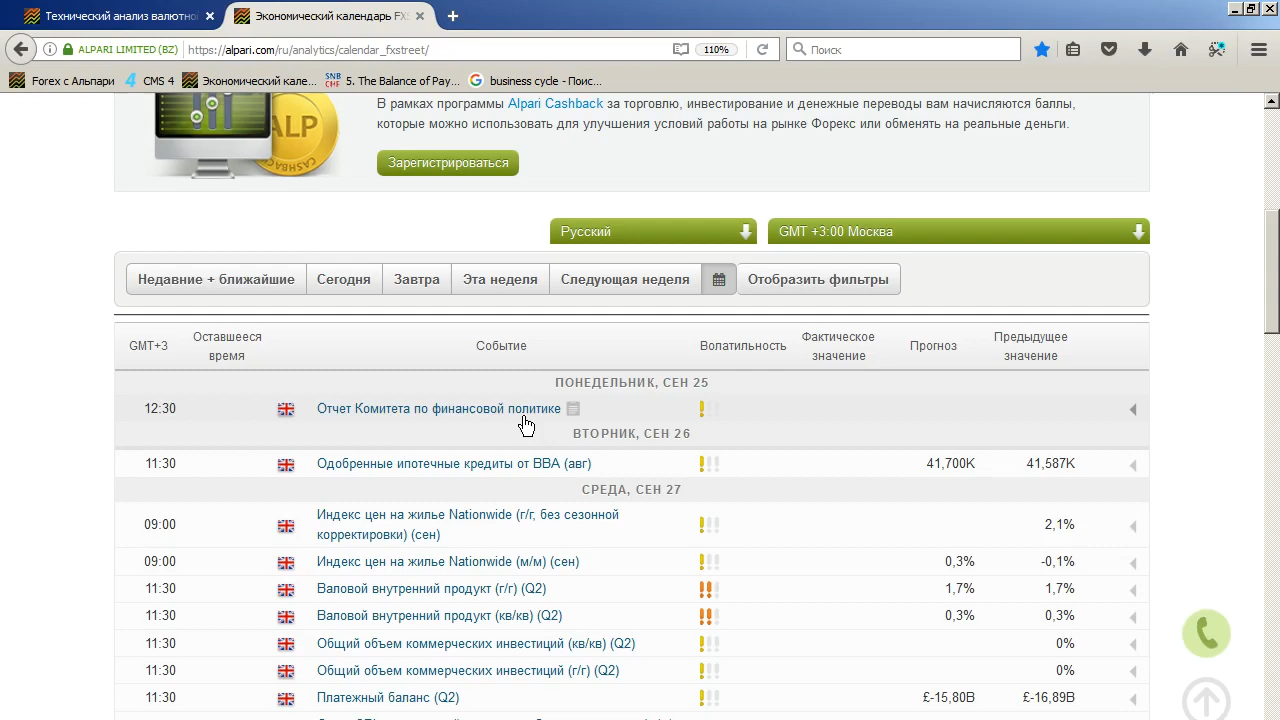 Технический анализ валютно
Экономический календарь FXS
ALPARI LIMITED (BZ)
https://alpari.com/ru/analytics/calendar_fxstreet/
110%
Поиск
Forex с Альпари
4 CMS 4
Экономический кале...
SNB CHF 5. The Balance of Pay...
business cycle - Поис...
В рамках программы Alpari Cashback за торговлю, инвестирование и денежные переводы вам начисляются баллы,
которые можно использовать для улучшения условий работы на рынке Форекс или обменять на реальные деньги.
ALP
CASHBACK
Зарегистрироваться
Русский
GMT +3:00 Москва
Недавние + ближайшие Сегодня Завтра Эта неделя Следующая неделя Отобразить фильтры
GMT+3 Оставшееся время Событие Волатильность Фактическое значение Прогноз Предыдущее значение
ПОНЕДЕЛЬНИК, СЕН 25
12:30 Отчет Комитета по финансовой политике
ВТОРНИК, СЕН 26
11:30 Одобренные ипотечные кредиты от BBA (авг) 41,700K 41,587K
СРЕДА, СЕН 27
09:00 Индекс цен на жилье Nationwide (г/г, без сезонной
корректировки) (сен) 2,1%
09:00 Индекс цен на жилье Nationwide (м/м) (сен) 0,3% -0,1%
11:30 Валовой внутренний продукт (г/г) (Q2) 1,7% 1,7%
11:30 Валовой внутренний продукт (кв/кв) (Q2) 0,3% 0,3%
11:30 Общий объем коммерческих инвестиций (кв/кв) (Q2) 0%
11:30 Общий объем коммерческих инвестиций (г/г) (Q2) 0%
11:30 Платежный баланс (Q2) £-15,80B £-16,89B